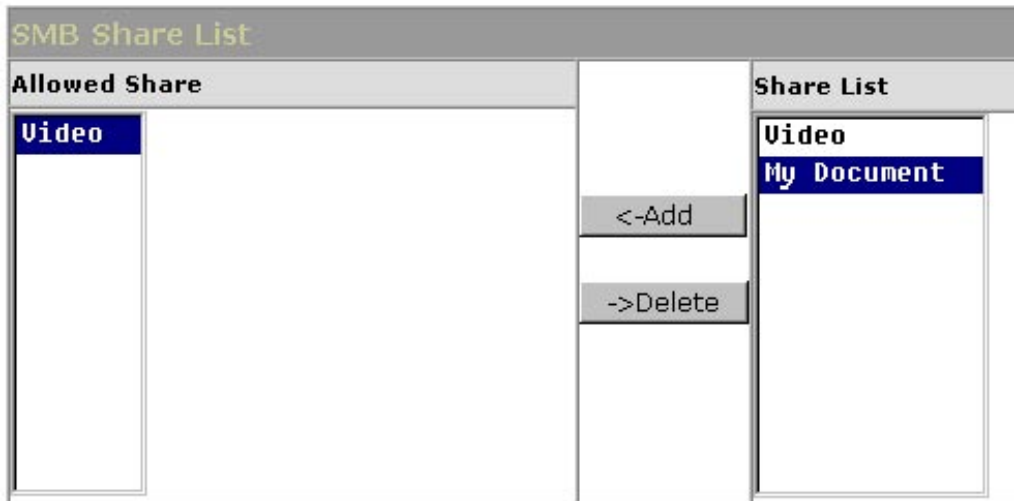 SMB Share List
Allowed Share
Share List
Video
Video
My Document
<-Add
->Delete